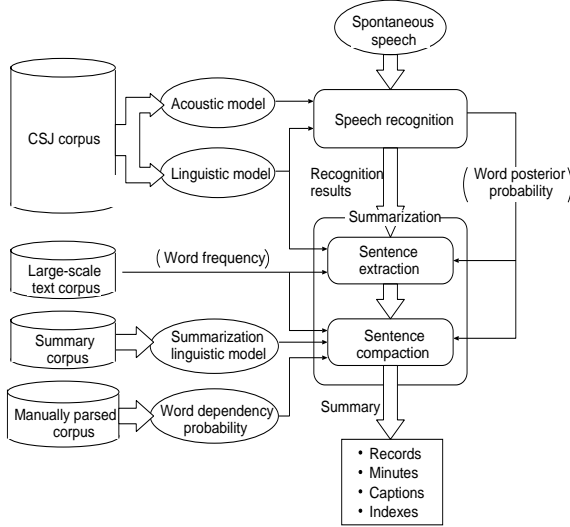 Spontaneous
speech
Acoustic model
Speech recognition
CSJ corpus
Linguistic model
Recognition
results
(Word posterior
probability)
Summarization
Large-scale
text corpus
(Word frequency)
Sentence
extraction
Summary
corpus
Summarization
linguistic model
Sentence
compaction
Manually parsed
corpus
Word dependency
probability
Summary
• Records
• Minutes
• Captions
• Indexes